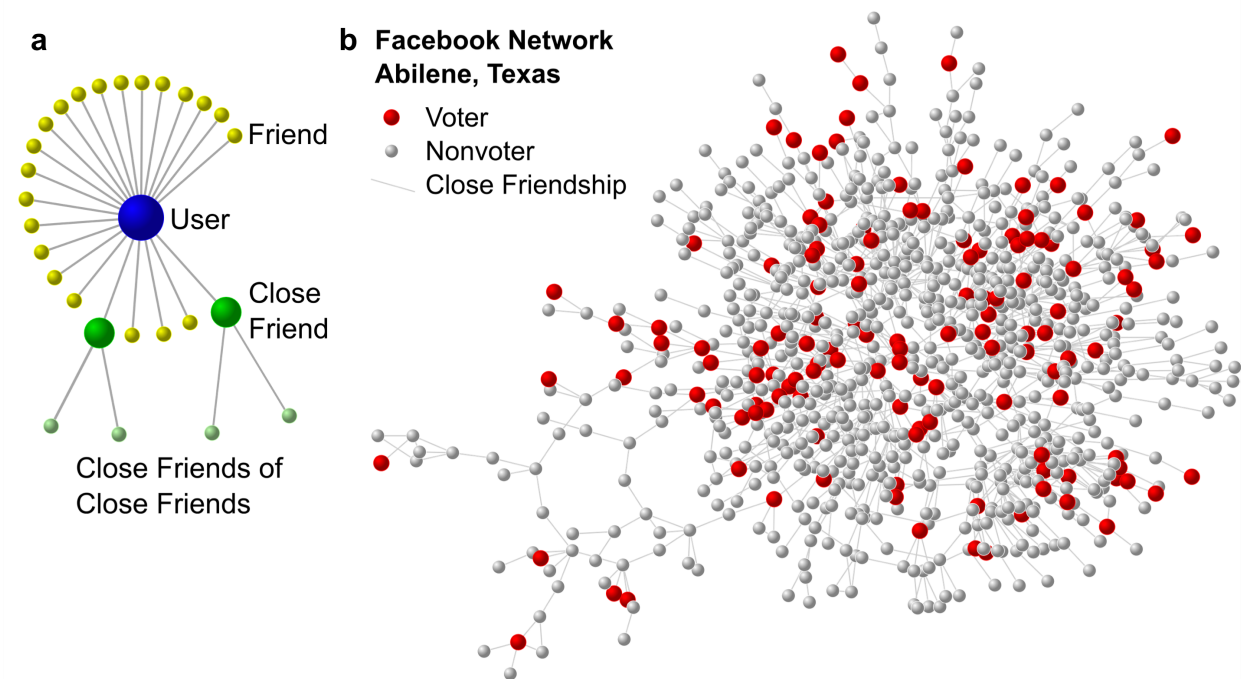 a
Friend
User
Close
Friend
Close Friends of
Close Friends
b Facebook Network
Abilene, Texas
Voter
Nonvoter
Close Friendship